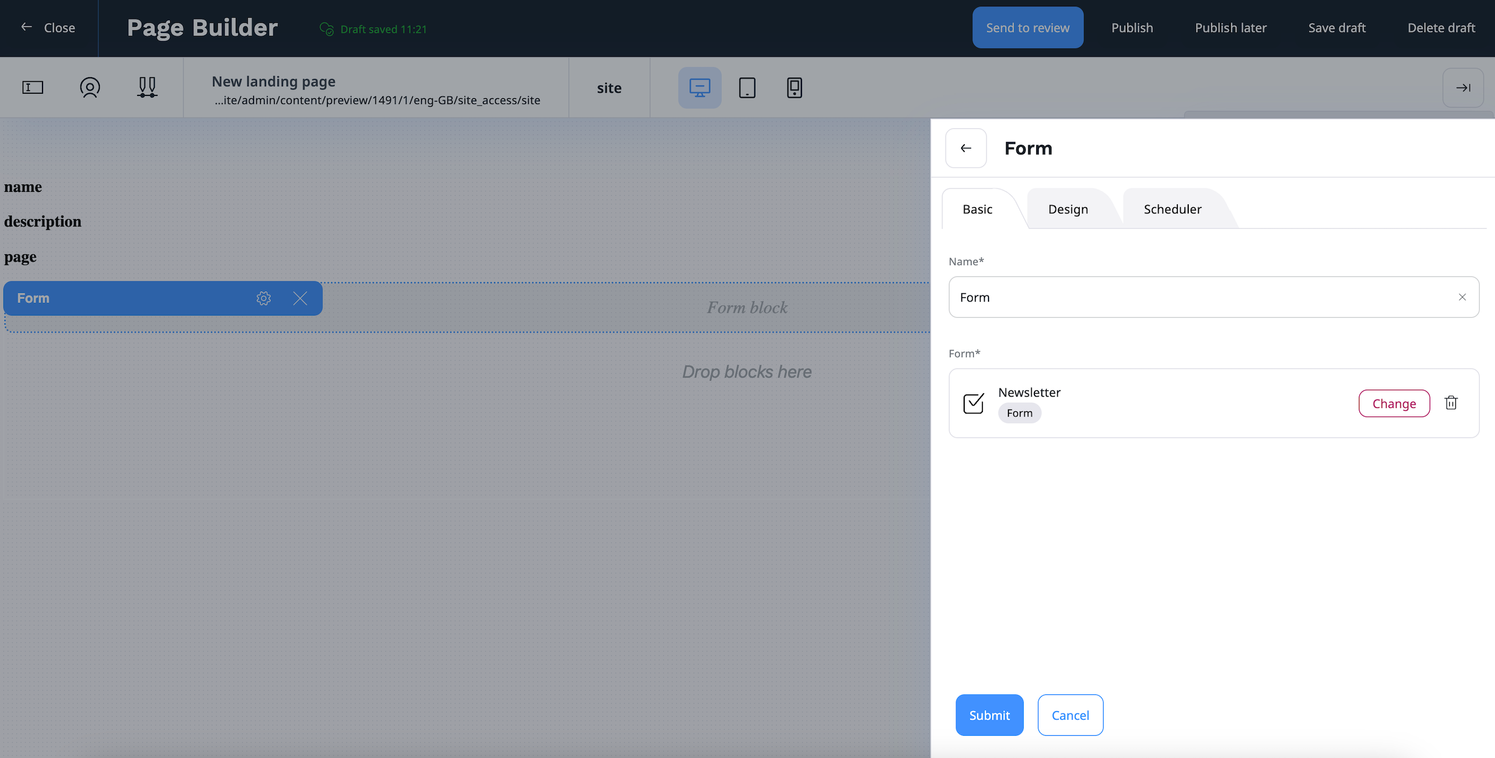 Close
Page Builder
Draft saved 11:21
Send to review
Publish
Publish later
Save draft
Delete draft
New landing page
...ite/admin/content/preview/1491/1/eng-GB/site_access/site
site
name
description
page
Form
Form block
Drop blocks here
Form
Basic
Design
Scheduler
Name*
Form
Form*
Newsletter
Form
Change
Submit
Cancel